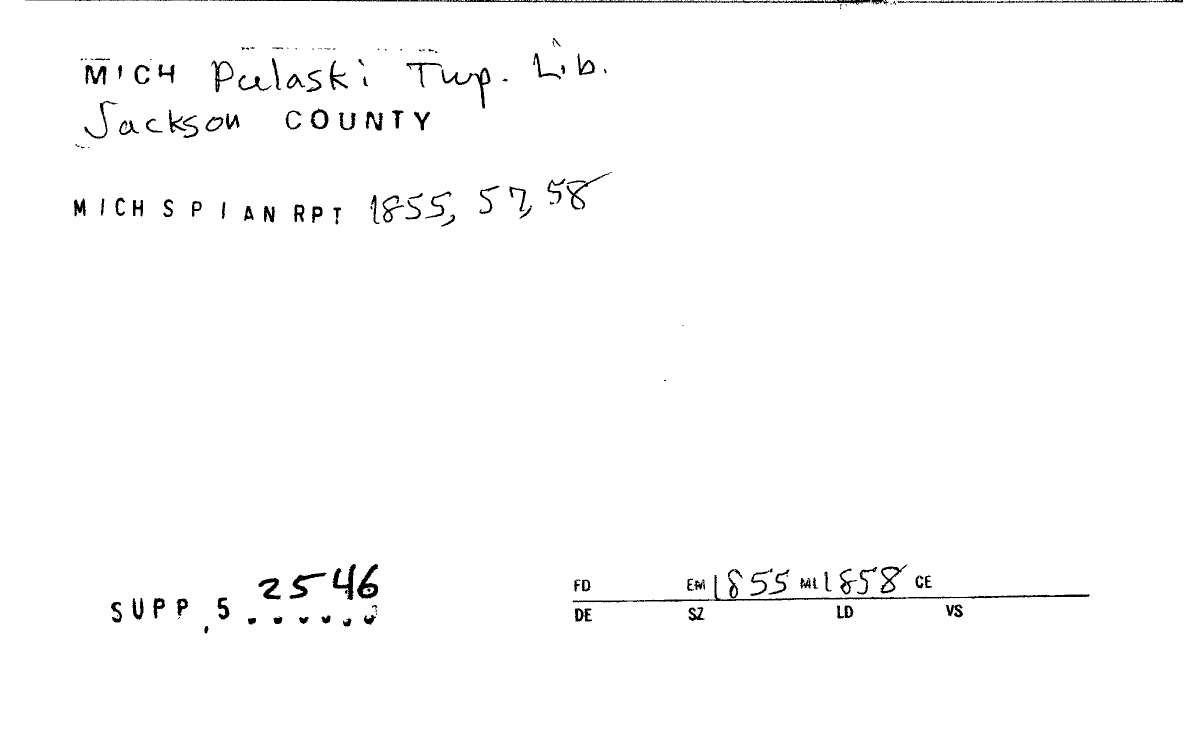 MICH Pulaski Twp. Lib.
Jackson COUNTY
MICH S P I AN RPT 1855, 57, 58
SUPP, 5 2546
FD EM 1855 ML 1858 CE
DE SZ LD VS